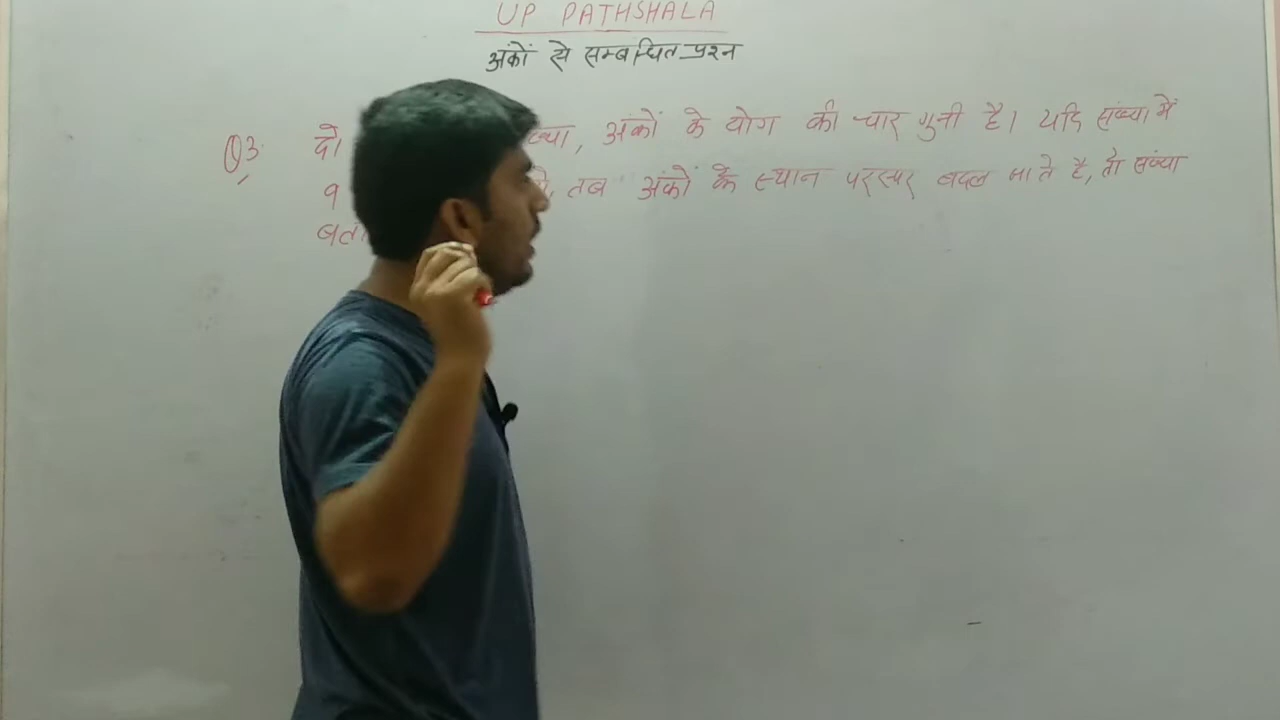 UP PATHSHALA
अंकों से सम्बन्धित प्रश्न
Q3. दो अंकों के योग की चार गुनी है। यदि संख्या में
9 तब अंकों के स्थान परस्पर बदल जाते है, तो संख्या